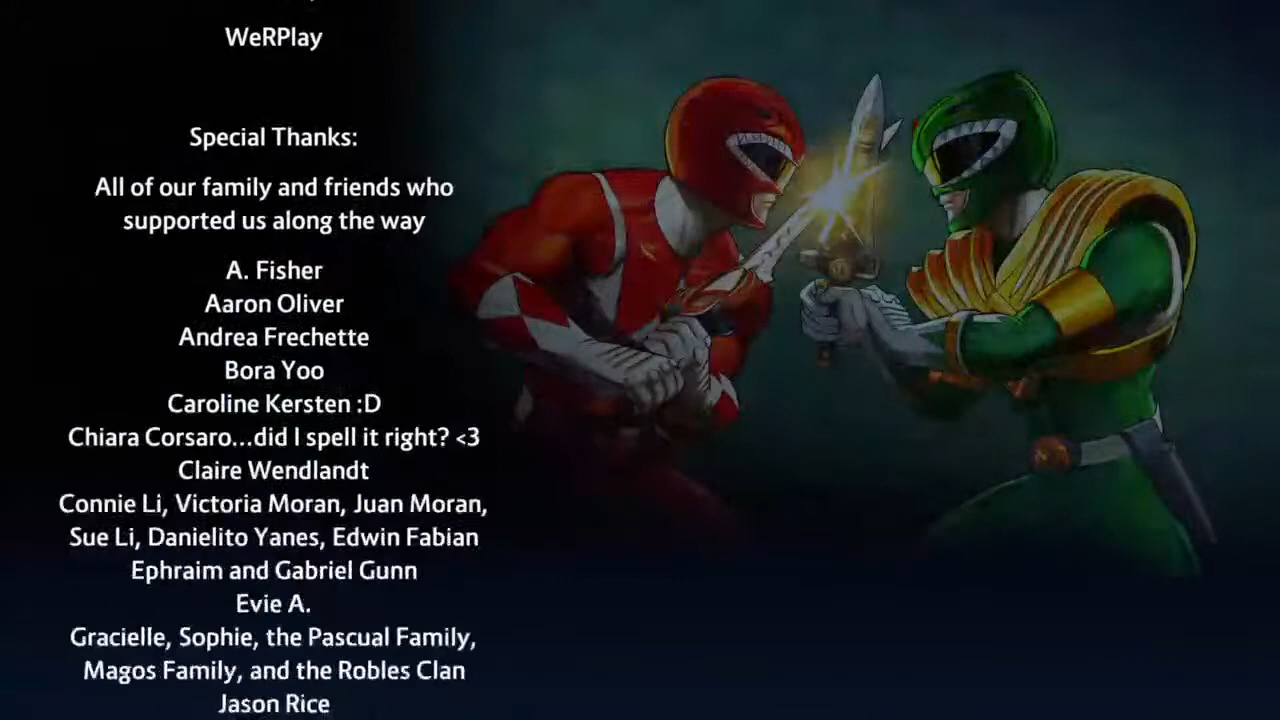 WeRPlay
Special Thanks:
All of our family and friends who
supported us along the way
A. Fisher
Aaron Oliver
Andrea Frechette
Bora Yoo
Caroline Kersten :D
Chiara Corsaro...did I spell it right? <3
Claire Wendlandt
Connie Li, Victoria Moran, Juan Moran,
Sue Li, Danielito Yanes, Edwin Fabian
Ephraim and Gabriel Gunn
Evie A.
Gracielle, Sophie, the Pascual Family,
Magos Family, and the Robles Clan
Jason Rice